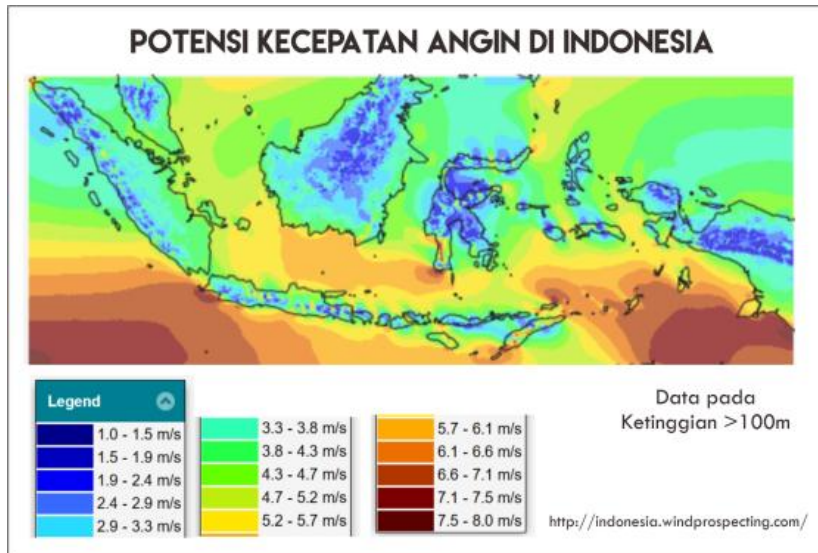 POTENSI KECEPATAN ANGIN DI INDONESIA
Legend
1.0 - 1.5 m/s
1.5 - 1.9 m/s
1.9 - 2.4 m/s
2.4 - 2.9 m/s
2.9 - 3.3 m/s
3.3 - 3.8 m/s
3.8 - 4.3 m/s
4.3 - 4.7 m/s
4.7 - 5.2 m/s
5.2 - 5.7 m/s
5.7 - 6.1 m/s
6.1 - 6.6 m/s
6.6 - 7.1 m/s
7.1 - 7.5 m/s
7.5 - 8.0 m/s
Data pada
Ketinggian >100m
http://indonesia.windprospecting.com/